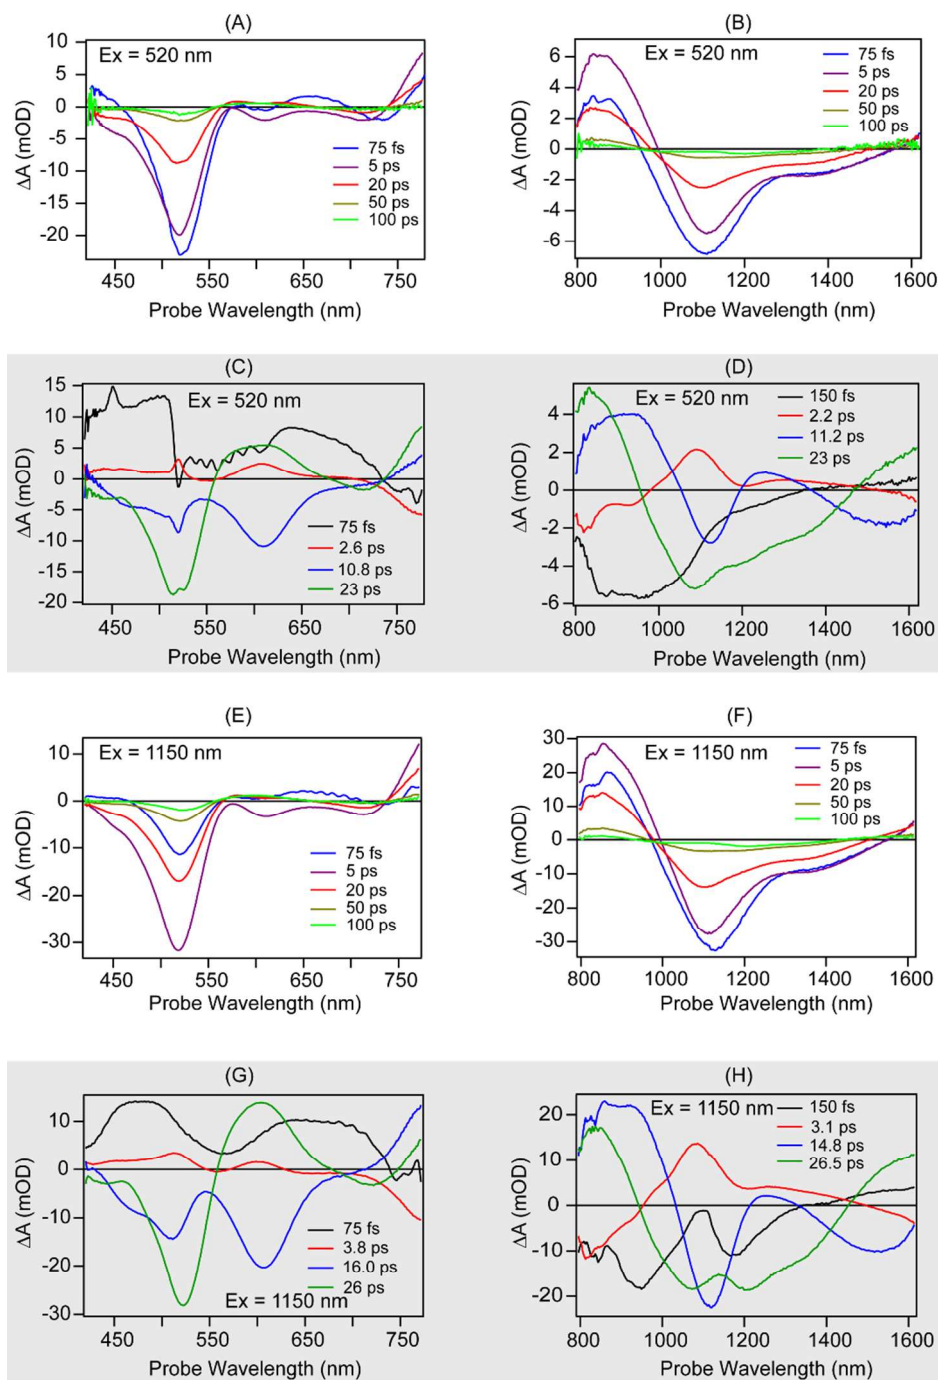 (A)
10
5
0
-5
-10
-15
-20
ΔA (mOD)
Ex = 520 nm
75 fs
5 ps
20 ps
50 ps
100 ps
450
550
650
750
Probe Wavelength (nm)
(B)
6
4
2
0
-2
-4
-6
ΔA (mOD)
Ex = 520 nm
75 fs
5 ps
20 ps
50 ps
100 ps
800
1000
1200
1400
1600
Probe Wavelength (nm)
(C)
15
10
5
0
-5
-10
-15
-20
ΔA (mOD)
Ex = 520 nm
75 fs
2.6 ps
10.8 ps
23 ps
450
550
650
750
Probe Wavelength (nm)
(D)
4
2
0
-2
-4
-6
ΔA (mOD)
Ex = 520 nm
150 fs
2.2 ps
11.2 ps
23 ps
800
1000
1200
1400
1600
Probe Wavelength (nm)
(E)
10
0
-10
-20
-30
ΔA (mOD)
Ex = 1150 nm
75 fs
5 ps
20 ps
50 ps
100 ps
450
550
650
750
Probe Wavelength (nm)
(F)
30
20
10
0
-10
-20
-30
ΔA (mOD)
Ex = 1150 nm
75 fs
5 ps
20 ps
50 ps
100 ps
800
1000
1200
1400
1600
Probe Wavelength (nm)
(G)
10
0
-10
-20
-30
ΔA (mOD)
75 fs
3.8 ps
16.0 ps
26 ps
Ex = 1150 nm
450
550
650
750
Probe Wavelength (nm)
(H)
20
10
0
-10
-20
ΔA (mOD)
Ex = 1150 nm
150 fs
3.1 ps
14.8 ps
26.5 ps
800
1000
1200
1400
1600
Probe Wavelength (nm)